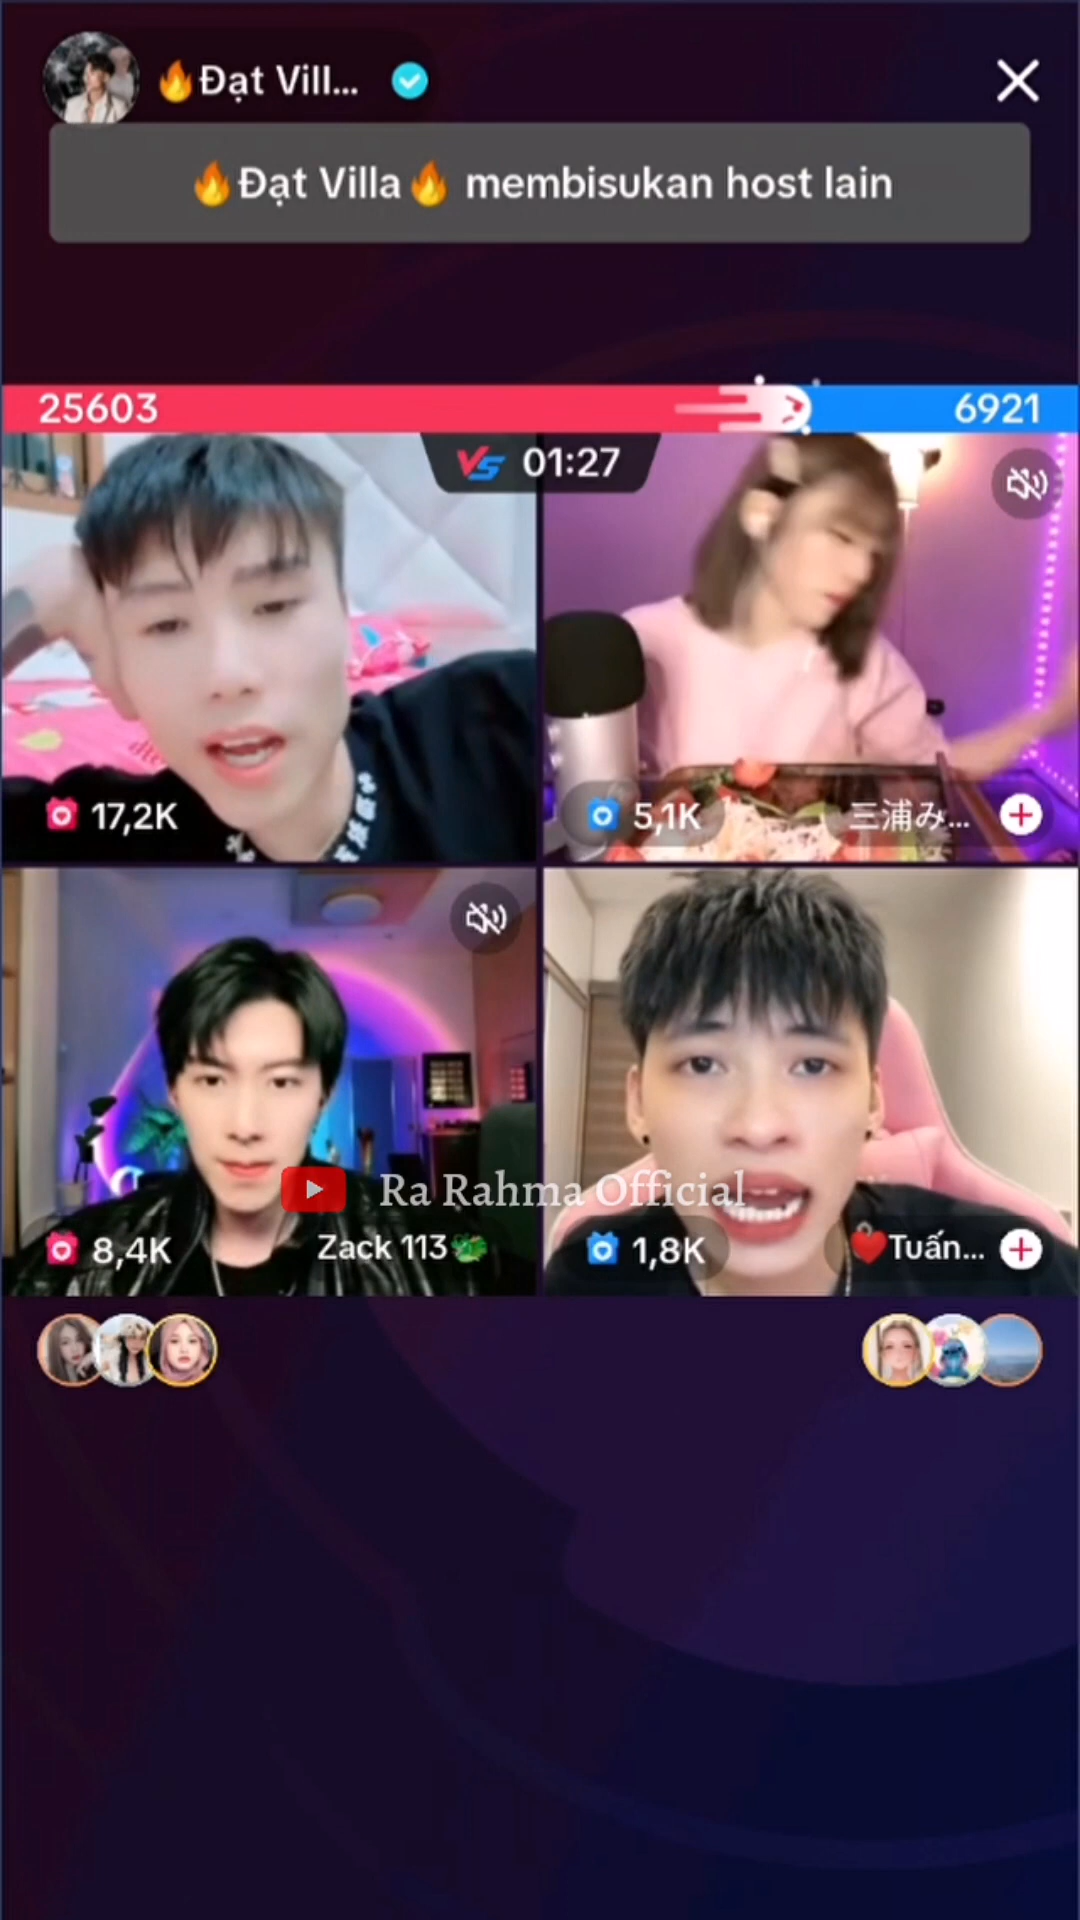 🔥Đạt Vill...
🔥Đạt Villa🔥 membisukan host lain
25603
6921
VS 01:27
17,2K
5,1K
三浦み...
8,4K
Zack 113🐲
1,8K
❤️Tuấn...
Ra Rahma Official